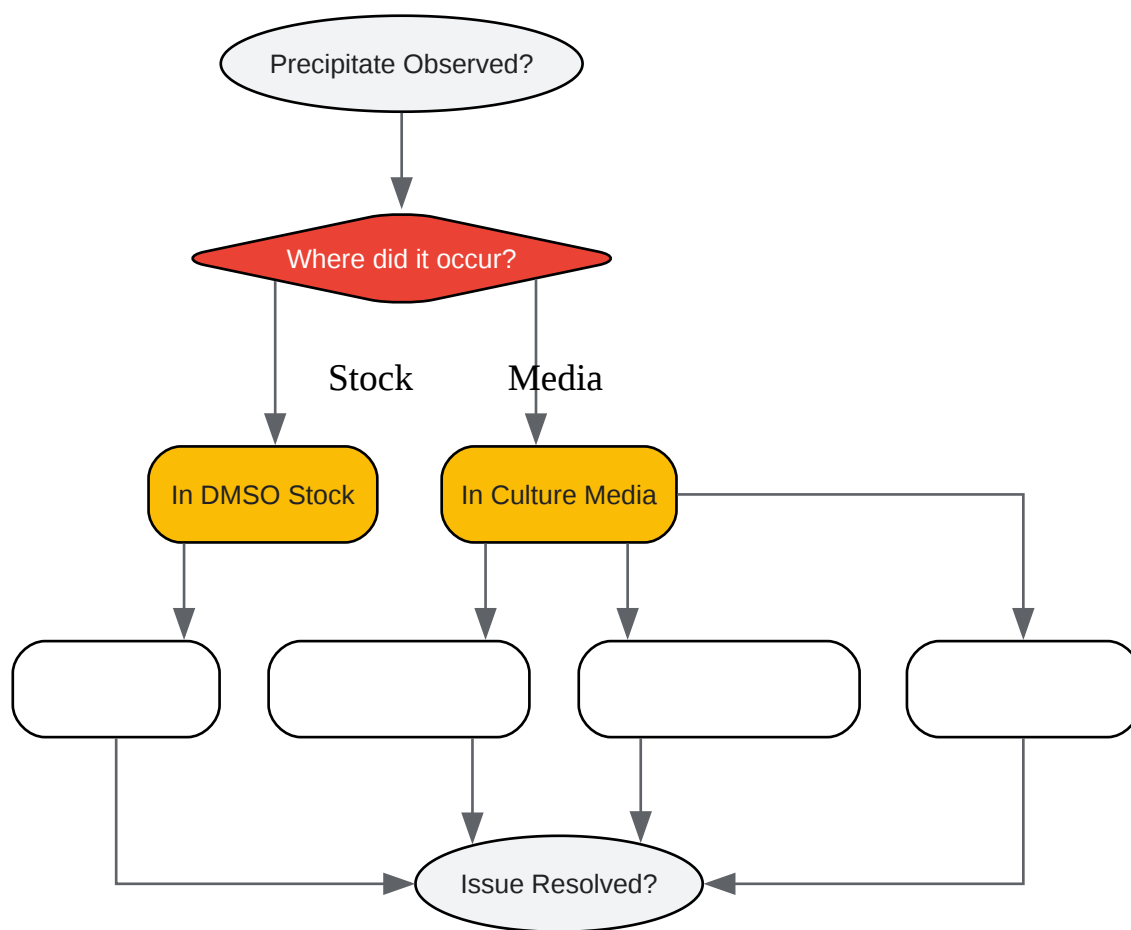 Precipitate Observed?
Where did it occur?
Stock
Media
In DMSO Stock
In Culture Media
Issue Resolved?